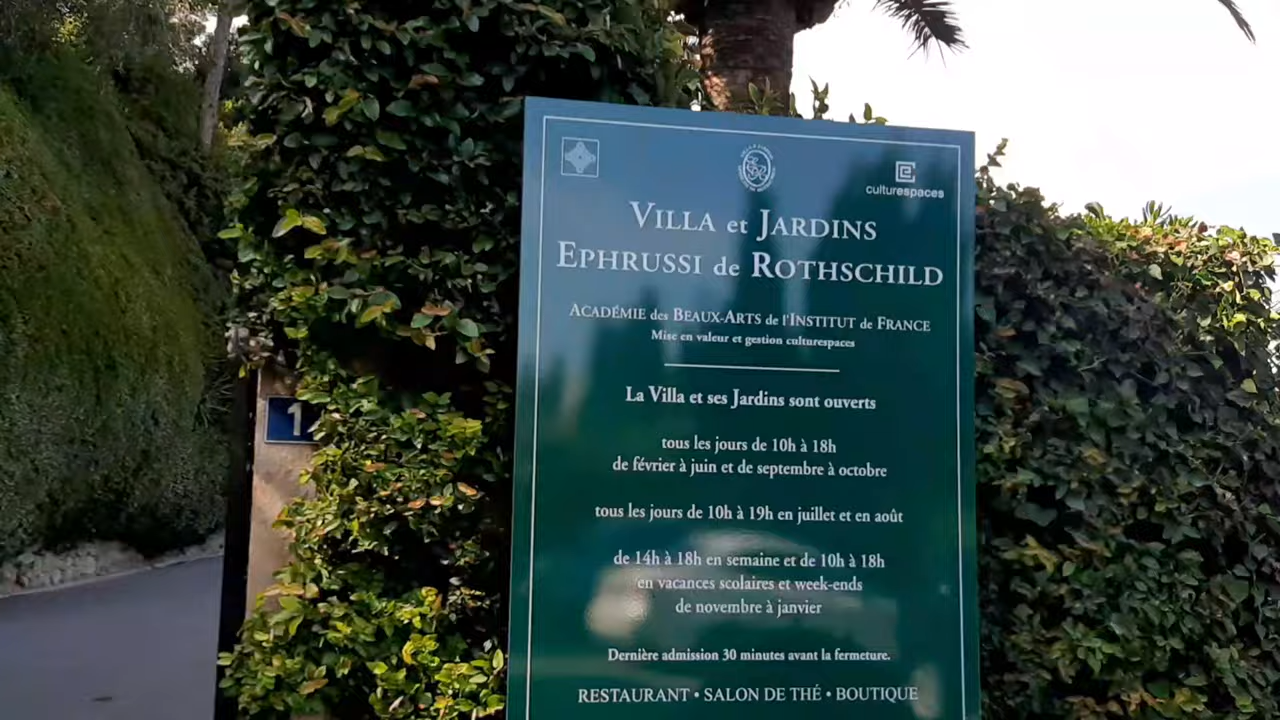 culturespaces
VILLA et JARDINS
EPHRUSSI de ROTHSCHILD
ACADÉMIE des BEAUX-ARTS de l'INSTITUT de FRANCE
Mise en valeur et gestion culturespaces
La Villa et ses Jardins sont ouverts
tous les jours de 10h à 18h
de février à juin et de septembre à octobre
1
tous les jours de 10h à 19h en juillet et en août
de 14h à 18h en semaine et de 10h à 18h
en vacances scolaires et week-ends
de novembre à janvier
Dernière admission 30 minutes avant la fermeture.
RESTAURANT • SALON DE THÉ • BOUTIQUE